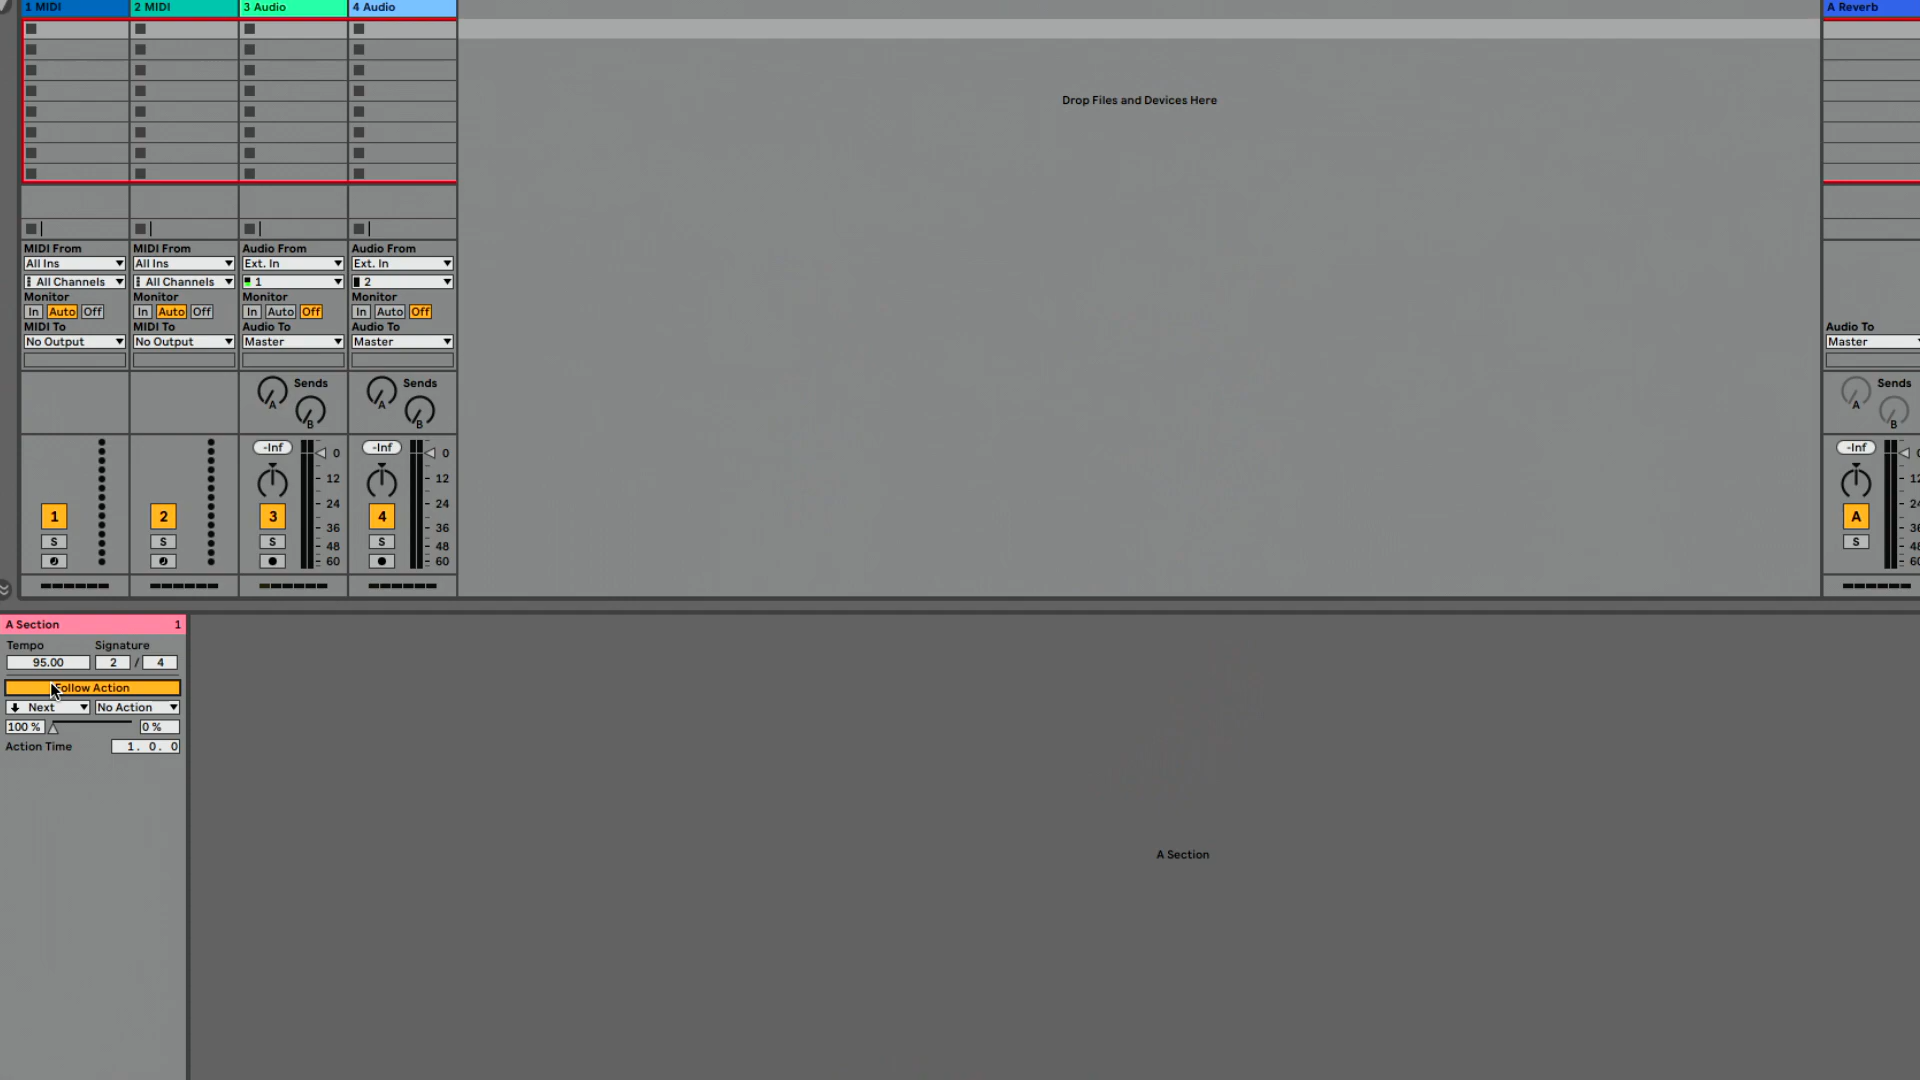 1 MIDI 2 MIDI 3 Audio 4 Audio A Reverb
Drop Files and Devices Here
MIDI From MIDI From Audio From Audio From
All Ins All Ins Ext. In Ext. In
All Channels All Channels 1 2
Monitor Monitor Monitor Monitor
In Auto Off In Auto Off In Auto Off In Auto Off
MIDI To MIDI To Audio To Audio To Audio To
No Output No Output Master Master Master
Sends Sends Sends
A A A
B B B
-Inf -Inf -Inf
0 0
12 12 12
24 24
1 2 3 4 A
36 36
S S S S S
48 48
60 60
A Section 1
Tempo Signature
95.00 2 / 4
Follow Action
Next No Action
100 % 0 %
Action Time 1. 0. 0
A Section